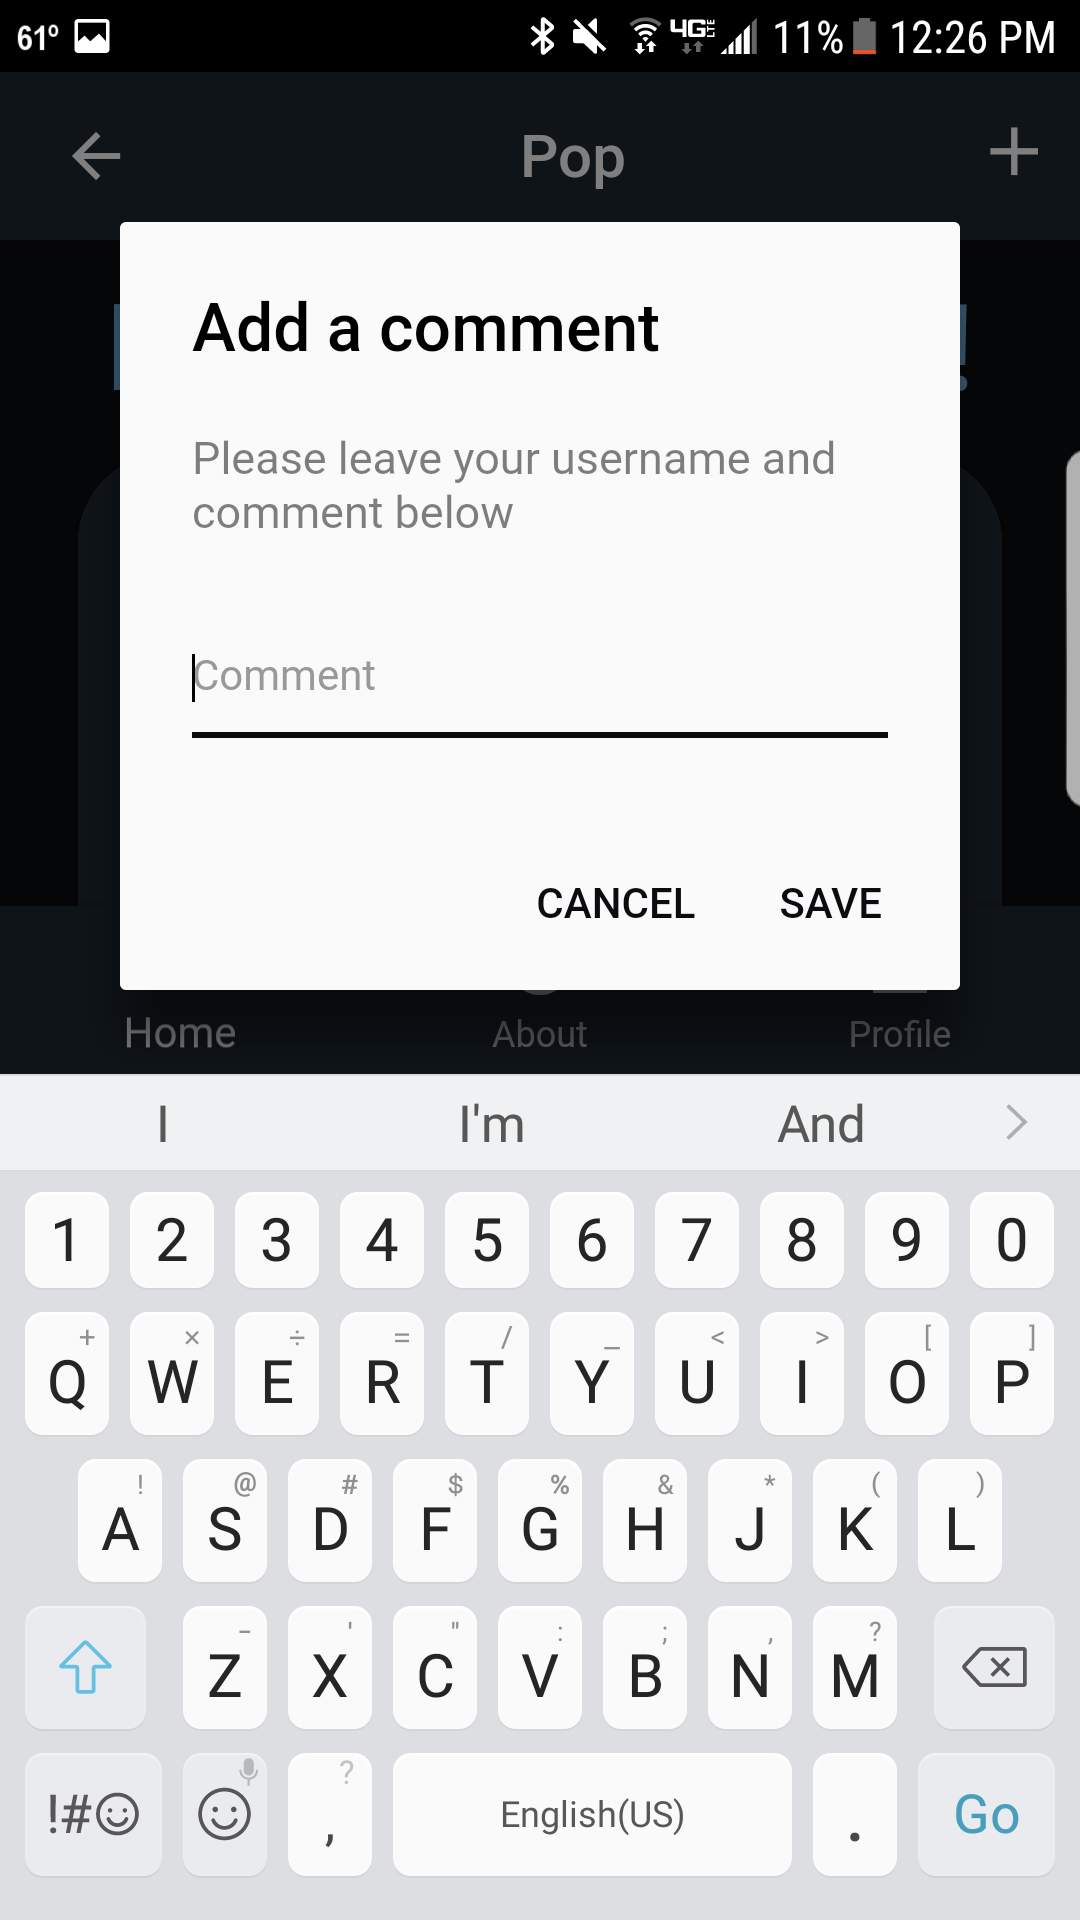 61° 4G LTE 11% 12:26 PM
Pop
!
Add a comment
Please leave your username and
comment below
Comment
CANCEL SAVE
Home About Profile
I I'm And
1 2 3 4 5 6 7 8 9 0
+ × ÷ = / _ < > [ ]
Q W E R T Y U I O P
! @ # $ % & * ( )
A S D F G H J K L
- ' " : ; , ?
Z X C V B N M
?
!#☺ , English(US) . Go